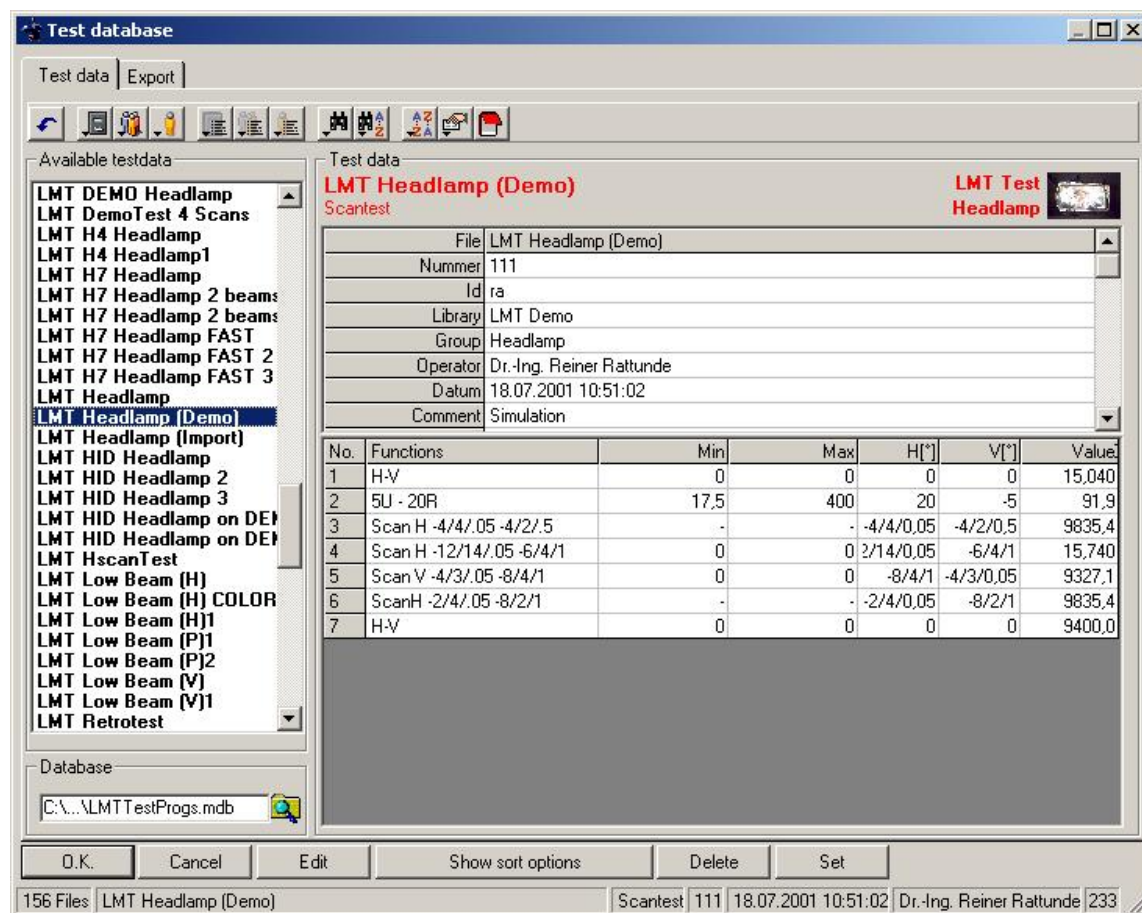 Test database
Test data Export
Available testdata
LMT DEMO Headlamp
LMT DemoTest 4 Scans
LMT H4 Headlamp
LMT H4 Headlamp1
LMT H7 Headlamp
LMT H7 Headlamp 2 beams
LMT H7 Headlamp 2 beams
LMT H7 Headlamp FAST
LMT H7 Headlamp FAST 2
LMT H7 Headlamp FAST 3
LMT Headlamp
LMT Headlamp (Demo)
LMT Headlamp (Import)
LMT HID Headlamp
LMT HID Headlamp 2
LMT HID Headlamp 3
LMT HID Headlamp on DEM
LMT HID Headlamp on DEM
LMT HscanTest
LMT Low Beam (H)
LMT Low Beam (H) COLOR
LMT Low Beam (H)1
LMT Low Beam (P)1
LMT Low Beam (P)2
LMT Low Beam (V)
LMT Low Beam (V)1
LMT Retrotest
Database
C:\...\LMTTestProgs.mdb
Test data
LMT Headlamp (Demo)
Scantest
LMT Test
Headlamp
File LMT Headlamp (Demo)
Nummer 111
Id ra
Library LMT Demo
Group Headlamp
Operator Dr.-Ing. Reiner Rattunde
Datum 18.07.2001 10:51:02
Comment Simulation
No. Functions Min Max H[°] V[°] Value
1 H-V 0 0 0 0 15,040
2 5U - 20R 17,5 400 20 -5 91,9
3 Scan H -4/4/.05 -4/2/.5 - - -4/4/0,05 -4/2/0,5 9835,4
4 Scan H -12/14/.05 -6/4/1 0 0 2/14/0,05 -6/4/1 15,740
5 Scan V -4/3/.05 -8/4/1 0 0 -8/4/1 -4/3/0,05 9327,1
6 ScanH -2/4/.05 -8/2/1 - - -2/4/0,05 -8/2/1 9835,4
7 H-V 0 0 0 0 9400,0
O.K. Cancel Edit Show sort options Delete Set
156 Files LMT Headlamp (Demo) Scantest 111 18.07.2001 10:51:02 Dr.-Ing. Reiner Rattunde 233